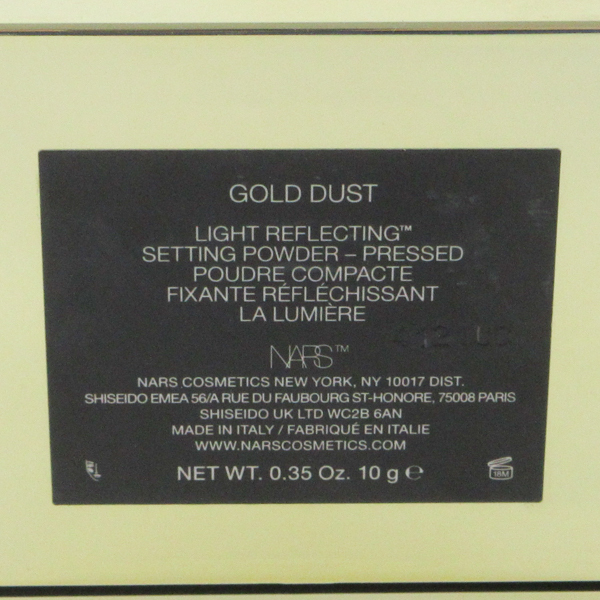 GOLD DUST
LIGHT REFLECTING™
SETTING POWDER – PRESSED
POUDRE COMPACTE
FIXANTE RÉFLÉCHISSANT
LA LUMIÈRE
NARS™
NARS COSMETICS NEW YORK, NY 10017 DIST.
SHISEIDO EMEA 56/A RUE DU FAUBOURG ST-HONORE, 75008 PARIS
SHISEIDO UK LTD WC2B 6AN
MADE IN ITALY / FABRIQUÉ EN ITALIE
WWW.NARSCOSMETICS.COM
NET WT. 0.35 Oz. 10 g ℮
18M